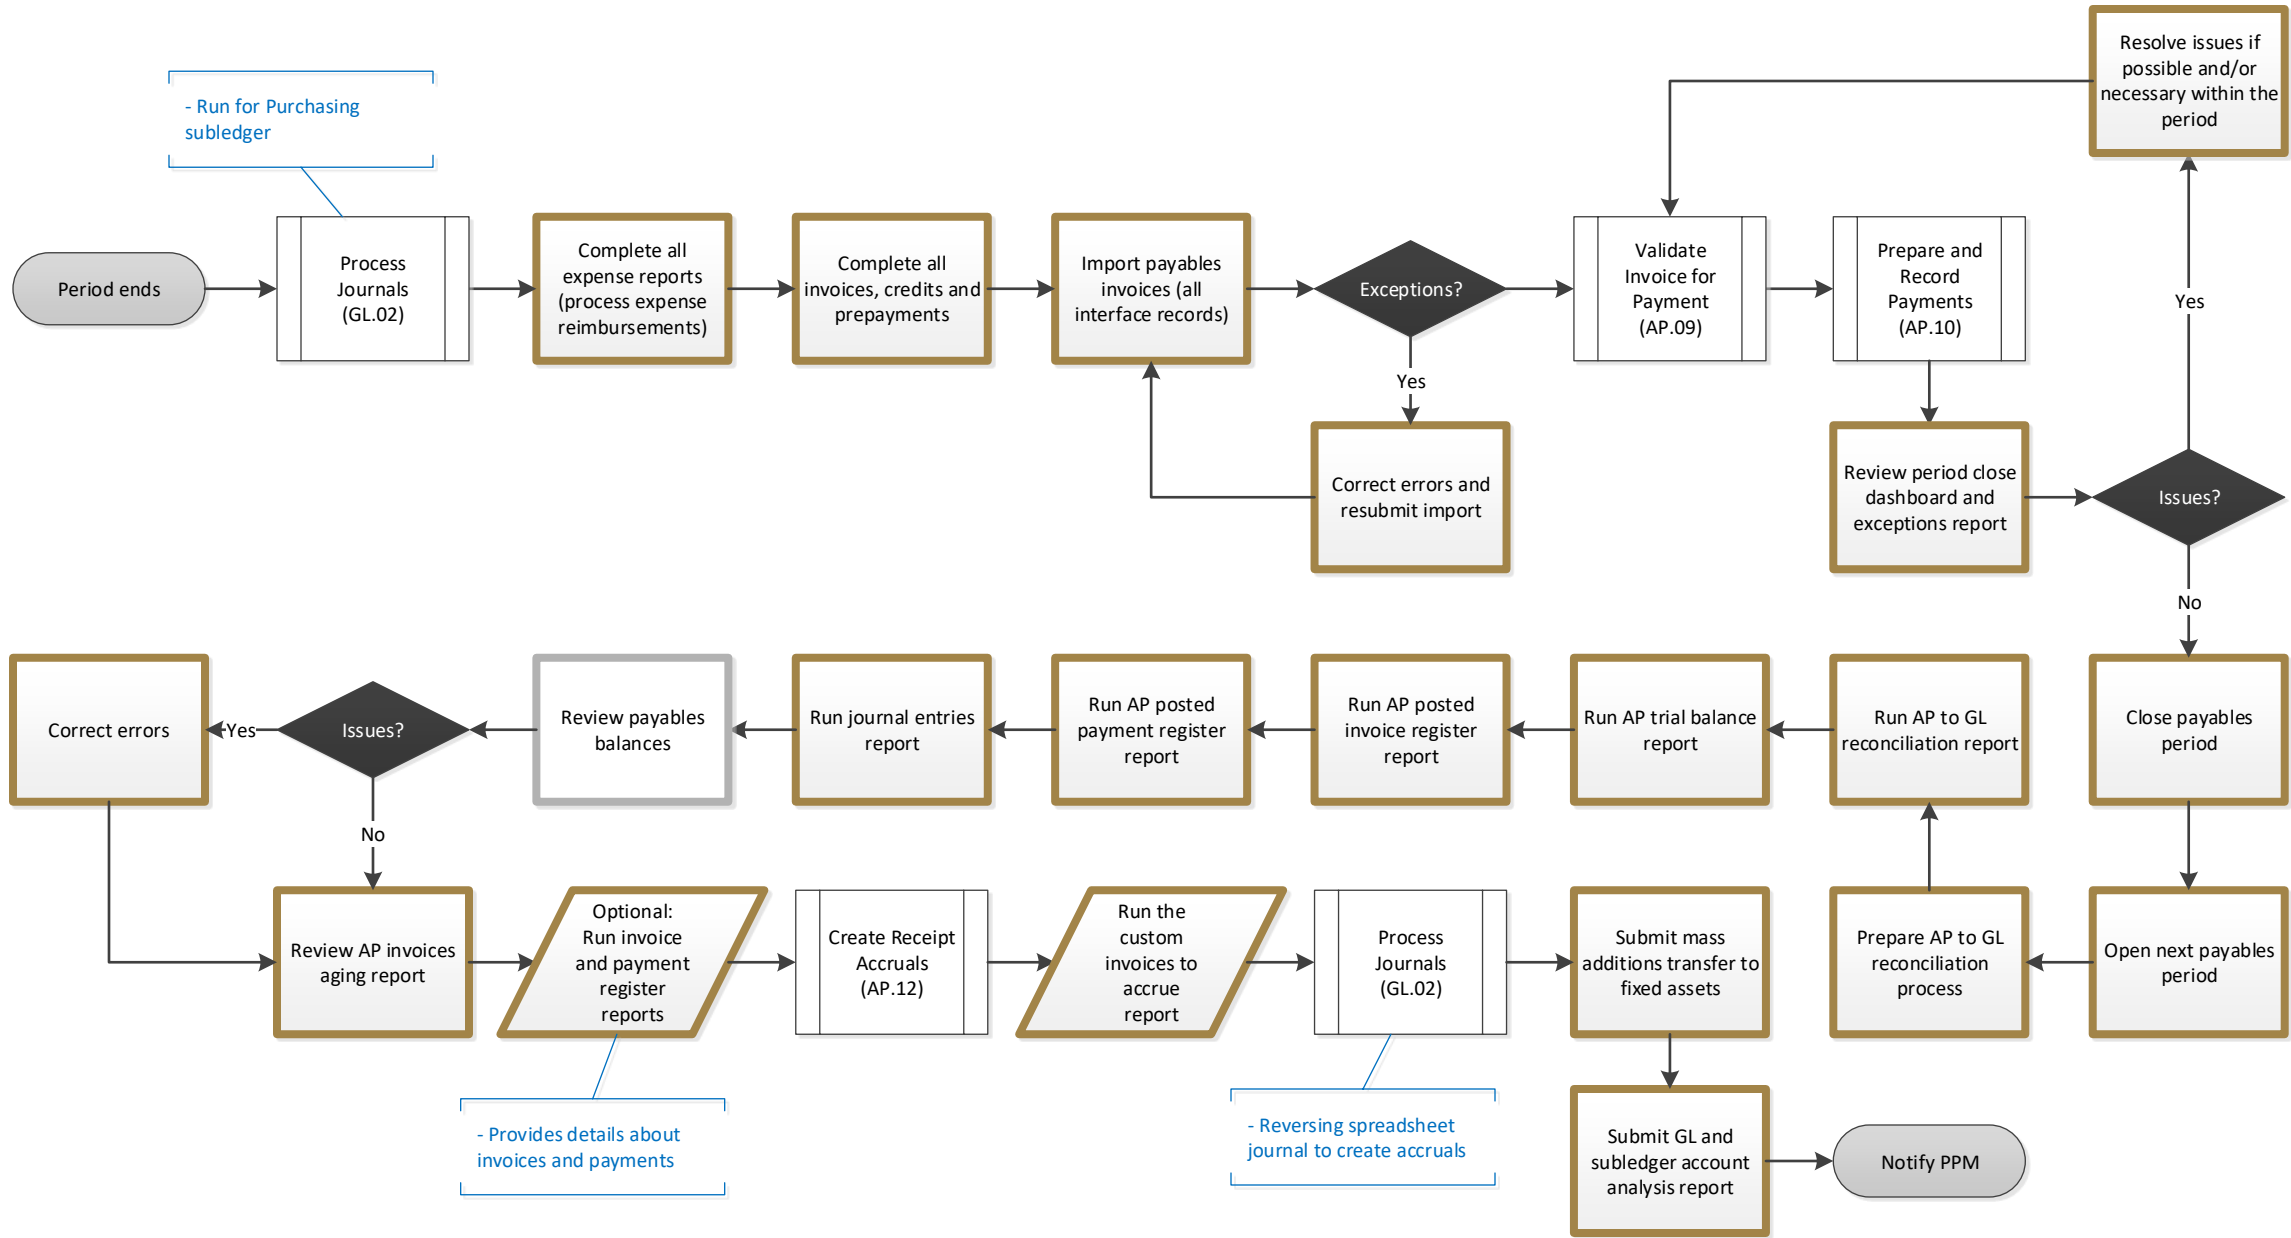 Resolve issues if
possible and/or
necessary within the
period
- Run for Purchasing
subledger
Period ends
Process
Journals
(GL.02)
Complete all
expense reports
(process expense
reimbursements)
Complete all
invoices, credits and
prepayments
Import payables
invoices (all
interface records)
Exceptions?
Validate
Invoice for
Payment
(AP.09)
Prepare and
Record
Payments
(AP.10)
Yes
Yes
Correct errors and
resubmit import
Review period close
dashboard and
exceptions report
Issues?
No
Correct errors
Yes
Issues?
Review payables
balances
Run journal entries
report
Run AP posted
payment register
report
Run AP posted
invoice register
report
Run AP trial balance
report
Run AP to GL
reconciliation report
Close payables
period
No
Review AP invoices
aging report
Optional:
Run invoice
and payment
register
reports
Create Receipt
Accruals
(AP.12)
Run the
custom
invoices to
accrue
report
Process
Journals
(GL.02)
Submit mass
additions transfer to
fixed assets
Prepare AP to GL
reconciliation
process
Open next payables
period
- Provides details about
invoices and payments
- Reversing spreadsheet
journal to create accruals
Submit GL and
subledger account
analysis report
Notify PPM